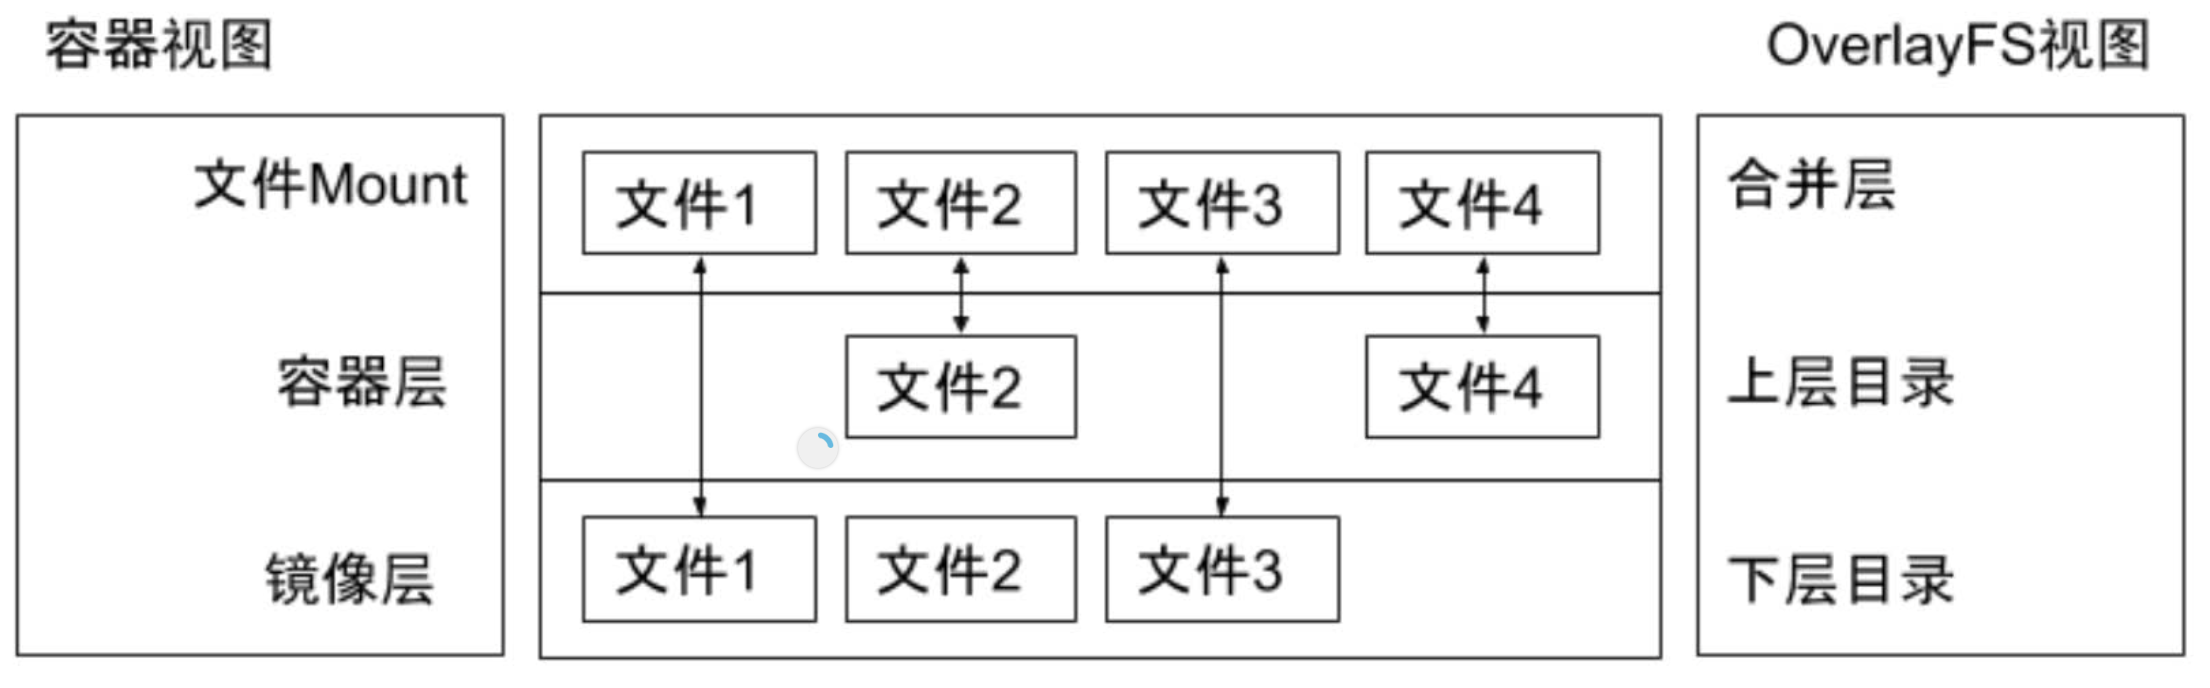 容器视图
OverlayFS视图
文件Mount
文件1
文件2
文件3
文件4
合并层
容器层
文件2
文件4
上层目录
镜像层
文件1
文件2
文件3
下层目录